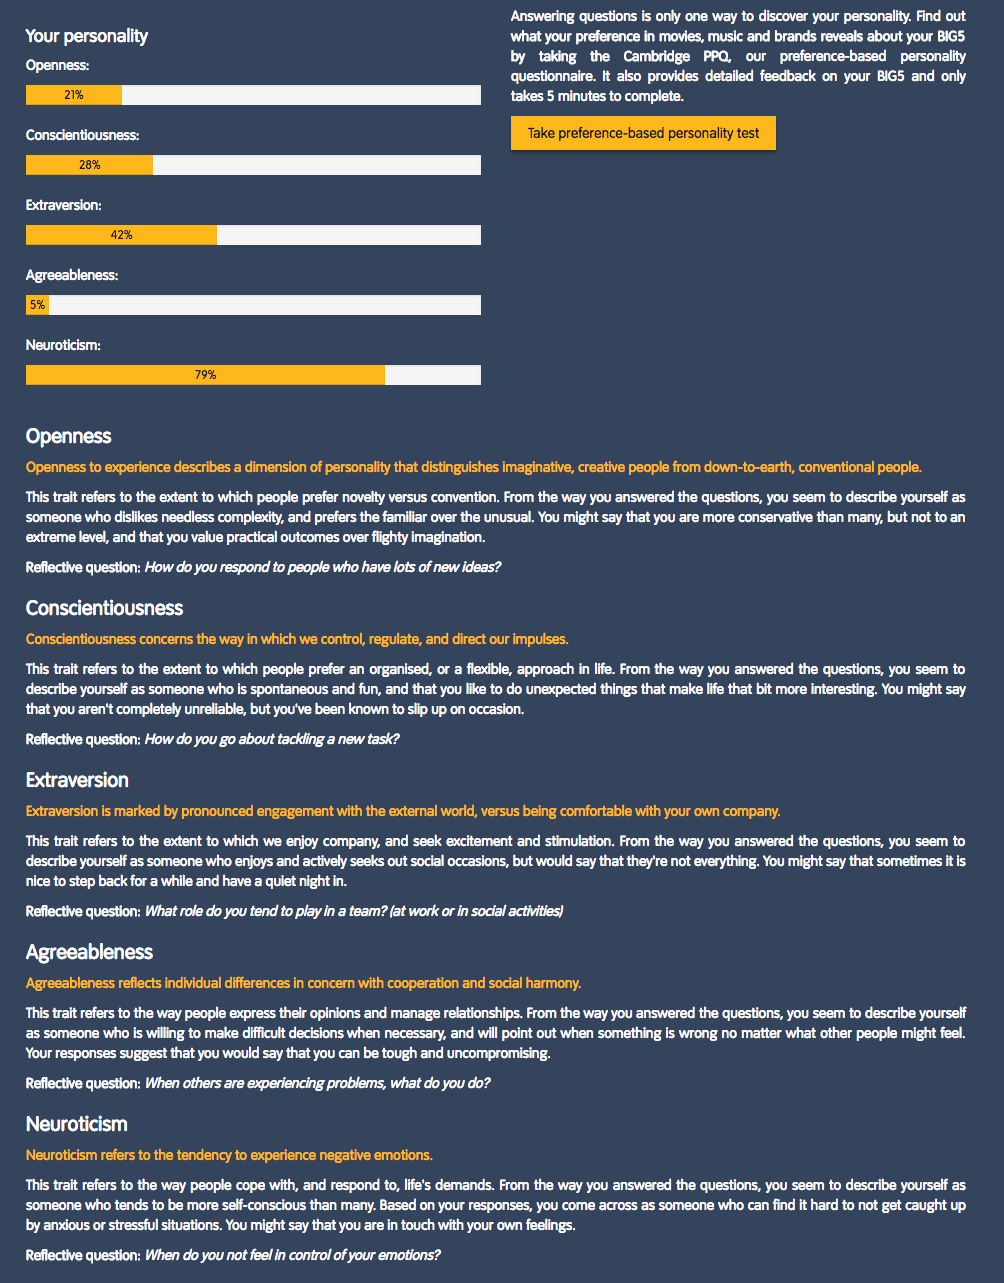 Your personality
Openness:
21%
Conscientiousness:
28%
Extraversion:
42%
Agreeableness:
5%
Neuroticism:
79%
Answering questions is only one way to discover your personality. Find out
what your preference in movies, music and brands reveals about your BIG5
by taking the Cambridge PPQ, our preference-based personality
questionnaire. It also provides detailed feedback on your BIG5 and only
takes 5 minutes to complete.
Take preference-based personality test
Openness
Openness to experience describes a dimension of personality that distinguishes imaginative, creative people from down-to-earth, conventional people.
This trait refers to the extent to which people prefer novelty versus convention. From the way you answered the questions, you seem to describe yourself as
someone who dislikes needless complexity, and prefers the familiar over the unusual. You might say that you are more conservative than many, but not to an
extreme level, and that you value practical outcomes over flighty imagination.
Reflective question: How do you respond to people who have lots of new ideas?
Conscientiousness
Conscientiousness concerns the way in which we control, regulate, and direct our impulses.
This trait refers to the extent to which people prefer an organised, or a flexible, approach in life. From the way you answered the questions, you seem to
describe yourself as someone who is spontaneous and fun, and that you like to do unexpected things that make life that bit more interesting. You might say
that you aren't completely unreliable, but you've been known to slip up on occasion.
Reflective question: How do you go about tackling a new task?
Extraversion
Extraversion is marked by pronounced engagement with the external world, versus being comfortable with your own company.
This trait refers to the extent to which we enjoy company, and seek excitement and stimulation. From the way you answered the questions, you seem to
describe yourself as someone who enjoys and actively seeks out social occasions, but would say that they're not everything. You might say that sometimes it is
nice to step back for a while and have a quiet night in.
Reflective question: What role do you tend to play in a team? (at work or in social activities)
Agreeableness
Agreeableness reflects individual differences in concern with cooperation and social harmony.
This trait refers to the way people express their opinions and manage relationships. From the way you answered the questions, you seem to describe yourself
as someone who is willing to make difficult decisions when necessary, and will point out when something is wrong no matter what other people might feel.
Your responses suggest that you would say that you can be tough and uncompromising.
Reflective question: When others are experiencing problems, what do you do?
Neuroticism
Neuroticism refers to the tendency to experience negative emotions.
This trait refers to the way people cope with, and respond to, life's demands. From the way you answered the questions, you seem to describe yourself as
someone who tends to be more self-conscious than many. Based on your responses, you come across as someone who can find it hard to not get caught up
by anxious or stressful situations. You might say that you are in touch with your own feelings.
Reflective question: When do you not feel in control of your emotions?